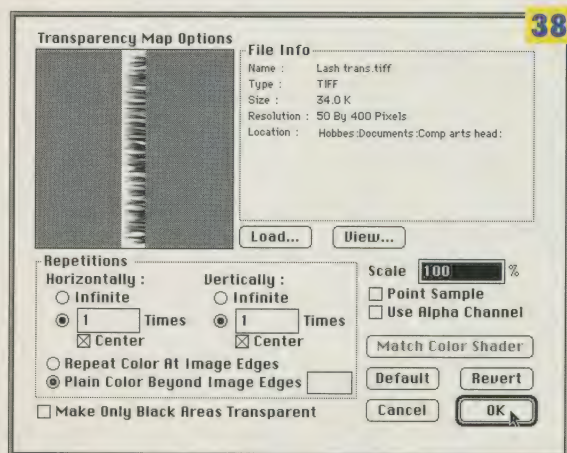 38
Transparency Map Options
File Info
Name : Lash trans.tiff
Type : TIFF
Size : 34.0 K
Resolution : 50 By 400 Pixels
Location : Hobbes:Documents:Comp arts head:
Load... View...
Repetitions
Horizontally : Vertically :
Infinite Infinite
1 Times 1 Times
Center Center
Repeat Color At Image Edges
Plain Color Beyond Image Edges
Make Only Black Areas Transparent
Scale 100 %
Point Sample
Use Alpha Channel
Match Color Shader
Default Revert
Cancel OK